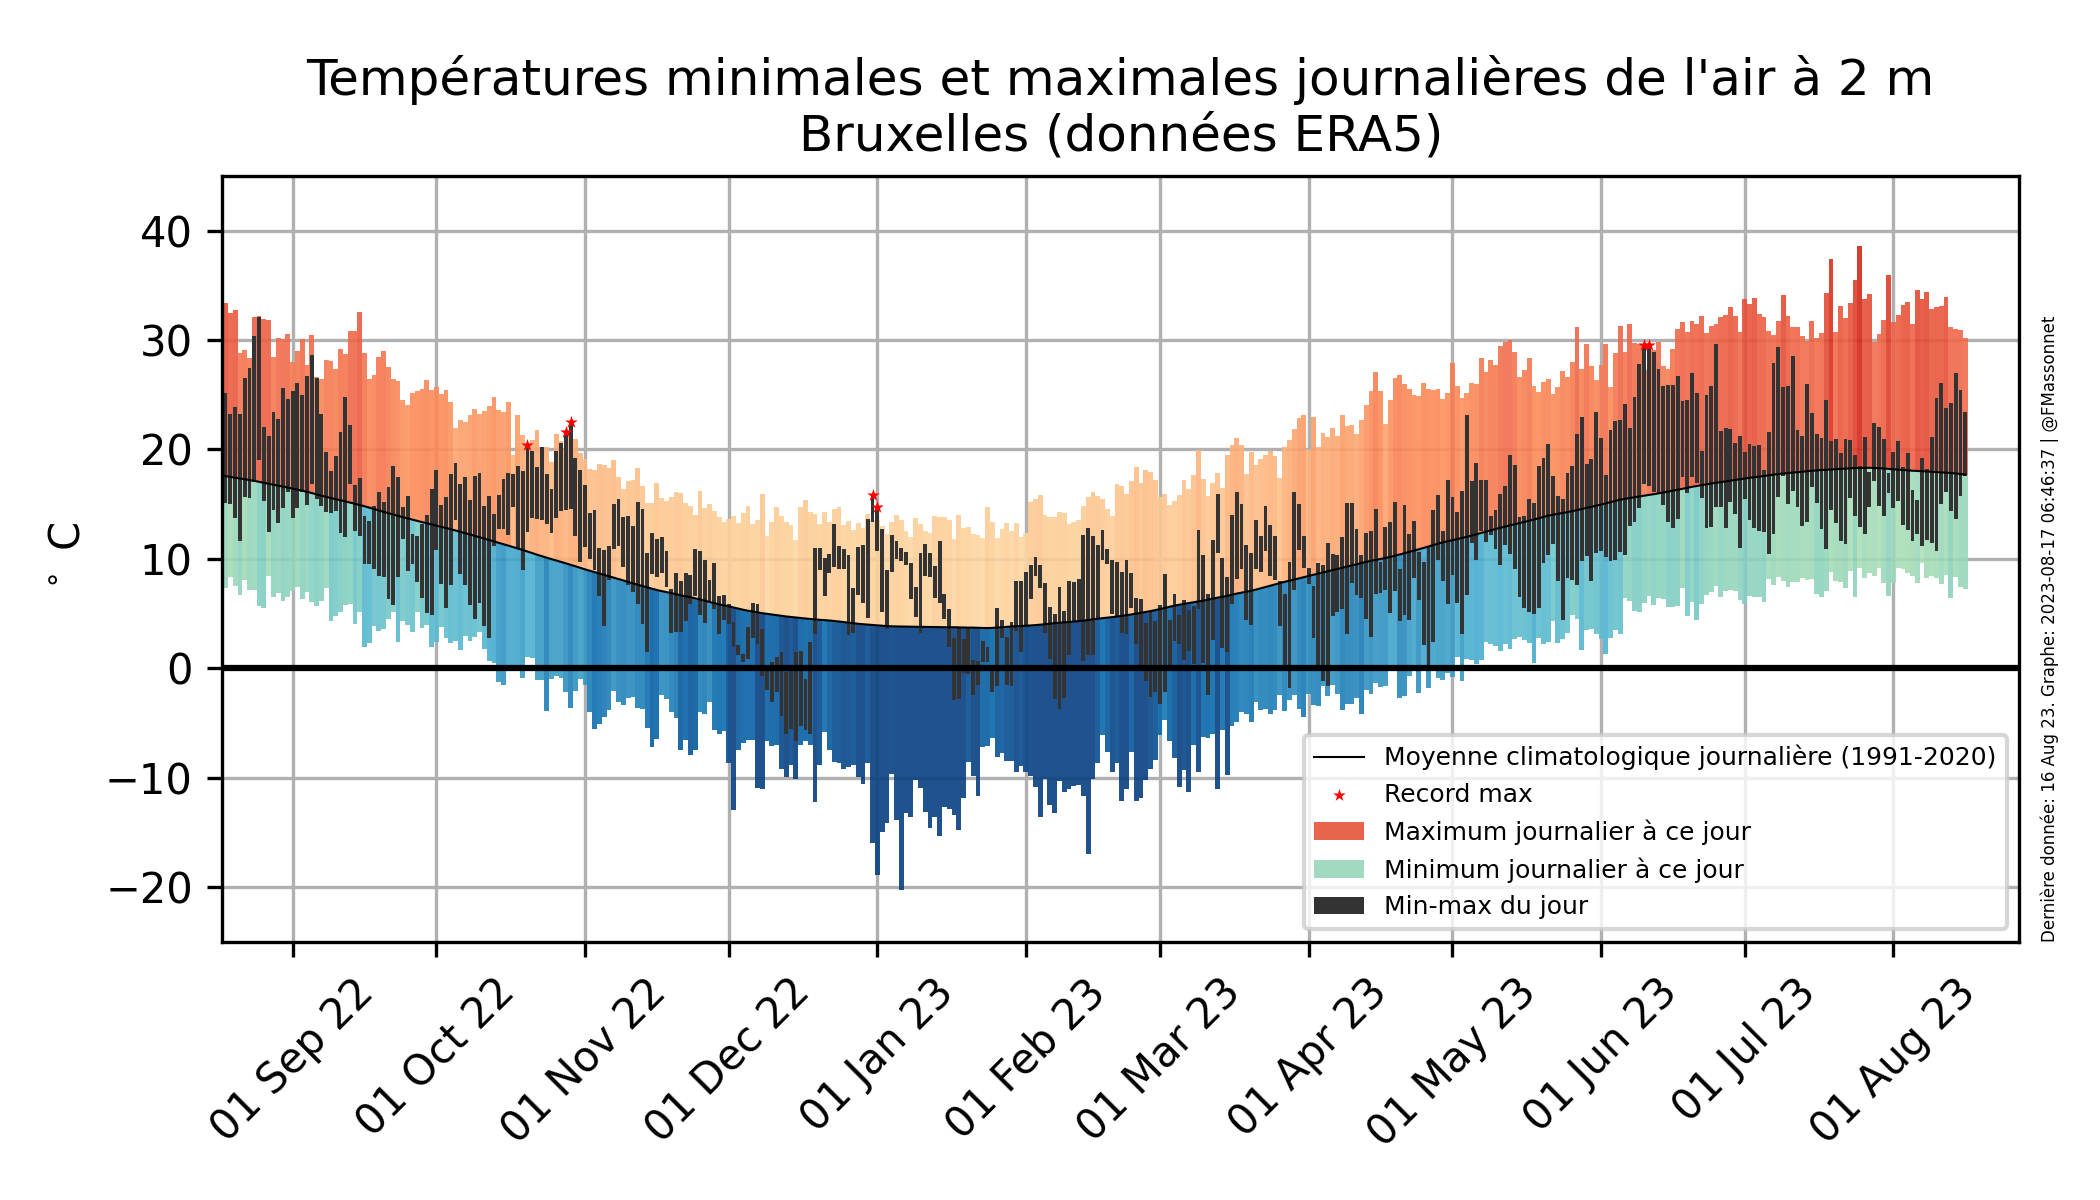 Températures minimales et maximales journalières de l'air à 2 m
Bruxelles (données ERA5)
° C
40
30
20
10
0
−10
−20
Moyenne climatologique journalière (1991-2020)
Record max
Maximum journalier à ce jour
Minimum journalier à ce jour
Min-max du jour
01 Sep 22
01 Oct 22
01 Nov 22
01 Dec 22
01 Jan 23
01 Feb 23
01 Mar 23
01 Apr 23
01 May 23
01 Jun 23
01 Jul 23
01 Aug 23
Dernière donnée: 16 Aug 23. Graphe: 2023-08-17 06:46:37 | @FMassonnet